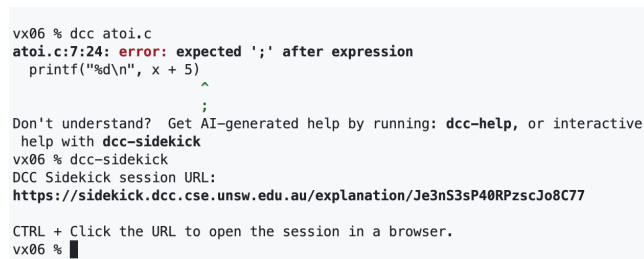 vx06 % dcc atoi.c
atoi.c:7:24: error: expected ';' after expression
printf("%d\n", x + 5)
^
;
Don't understand?  Get AI-generated help by running: dcc-help, or interactive
help with dcc-sidekick
vx06 % dcc-sidekick
DCC Sidekick session URL:
https://sidekick.dcc.cse.unsw.edu.au/explanation/Je3nS3sP40RPzscJo8C77
CTRL + Click the URL to open the session in a browser.
vx06 %